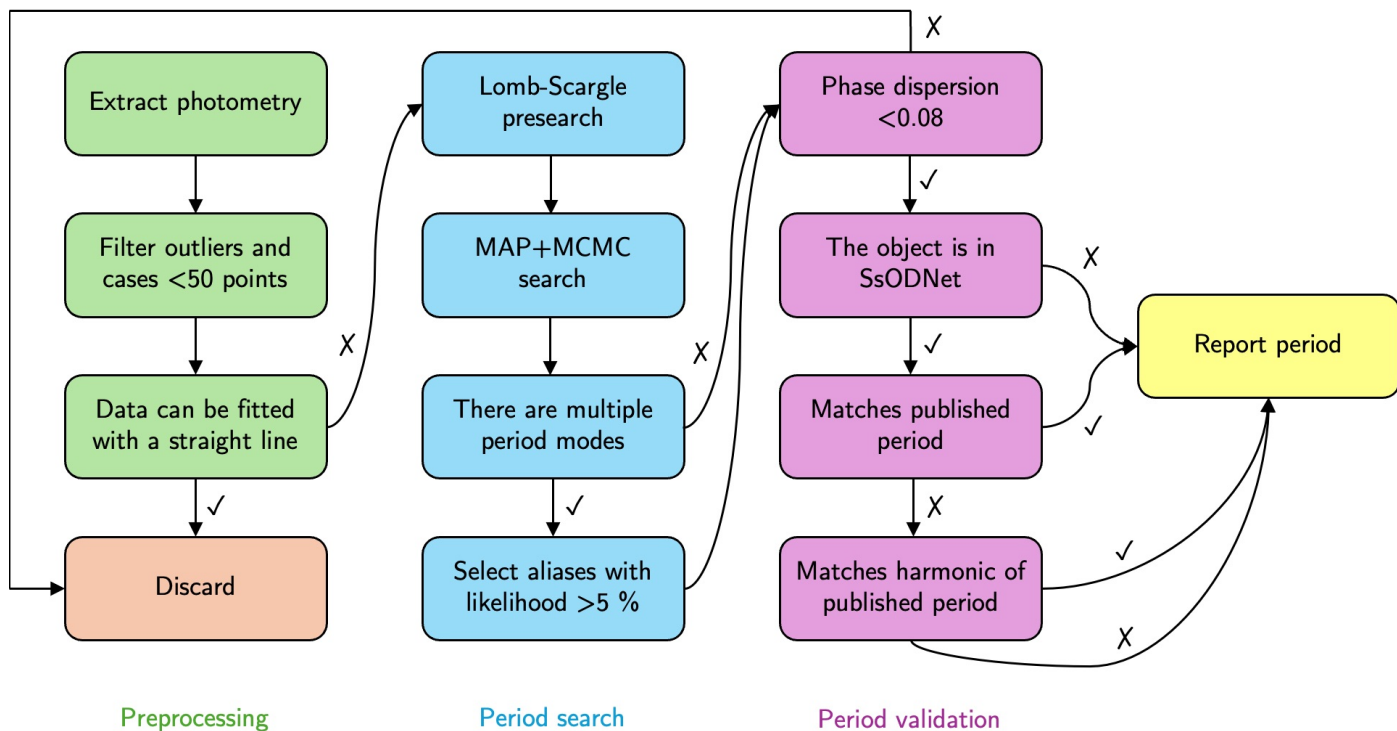 Extract photometry
Filter outliers and
cases <50 points
Data can be fitted
with a straight line
✓
Discard
✗
Lomb-Scargle
presearch
MAP+MCMC
search
There are multiple
period modes
✓
Select aliases with
likelihood >5 %
✗
✗
Phase dispersion
<0.08
✓
The object is in
SsODNet
✗
✓
Matches published
period
✓
✗
Matches harmonic of
published period
✓
✗
Report period
Preprocessing
Period search
Period validation